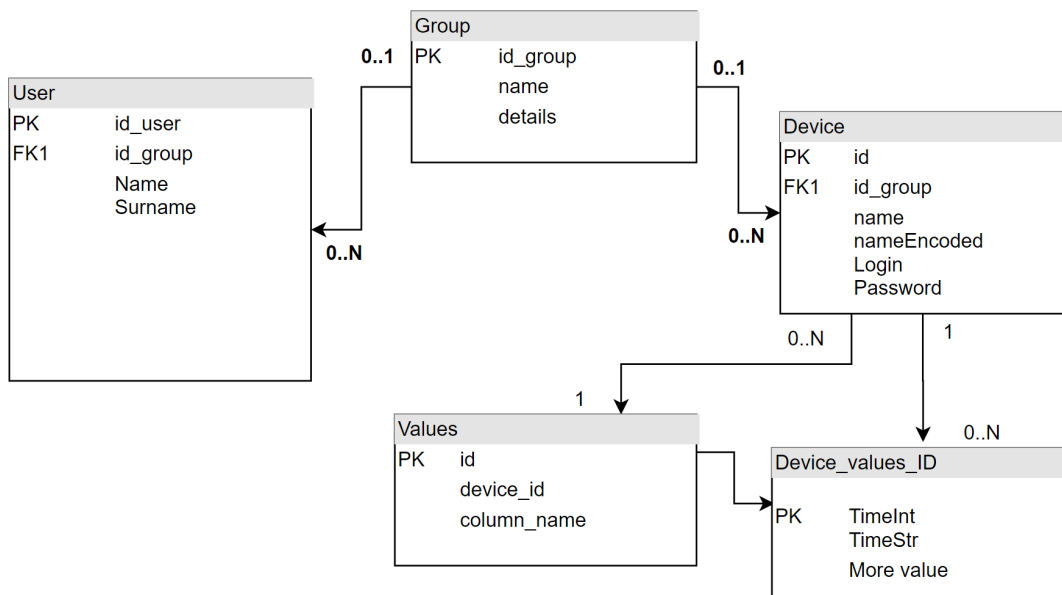 Group
PK id_group
name
details
0..1
0..1
User
PK id_user
FK1 id_group
Name
Surname
0..N
Device
PK id
FK1 id_group
name
nameEncoded
Login
Password
0..N
0..N
1
1
0..N
Values
PK id
device_id
column_name
Device_values_ID
PK TimeInt
TimeStr
More value